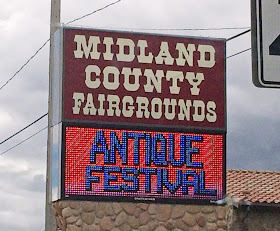 MIDLAND
COUNTY
FAIRGROUNDS
ANTIQUE
FESTIVAL